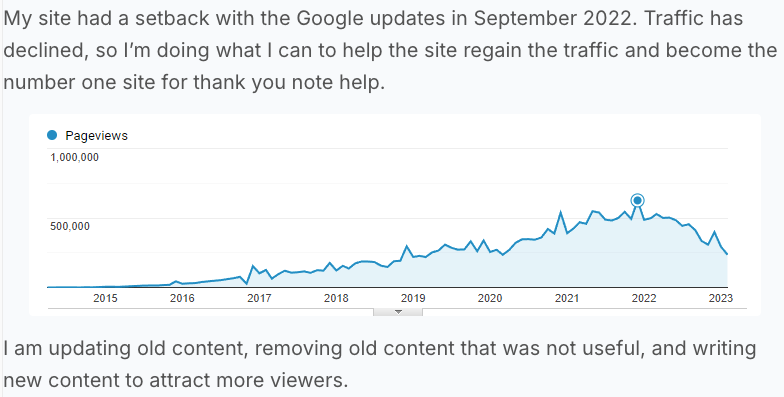 My site had a setback with the Google updates in September 2022. Traffic has
declined, so I’m doing what I can to help the site regain the traffic and become the
number one site for thank you note help.
Pageviews
1,000,000
500,000
2015 2016 2017 2018 2019 2020 2021 2022 2023
I am updating old content, removing old content that was not useful, and writing
new content to attract more viewers.